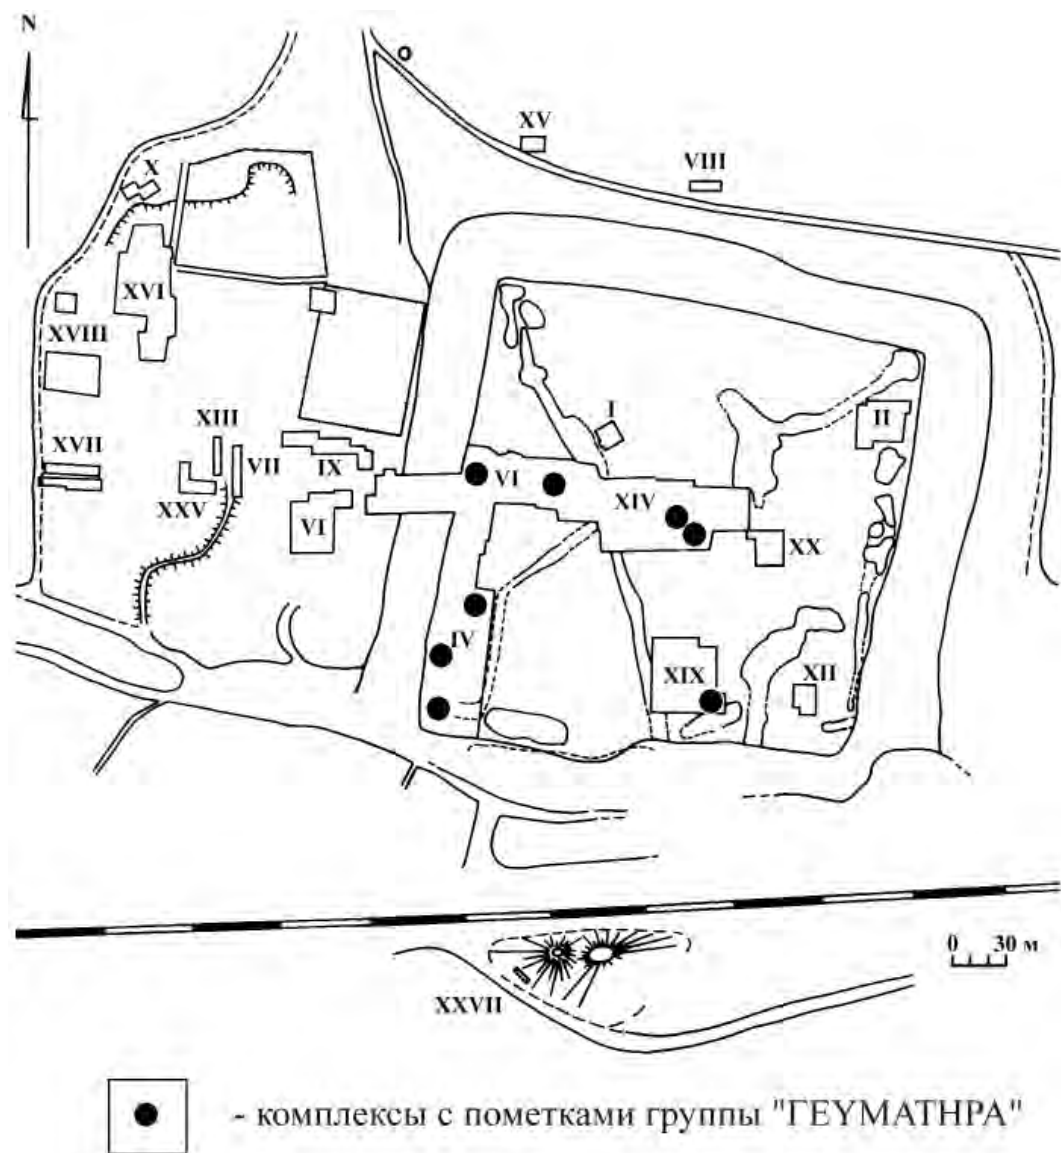 N
XV
VIII
X
XVI
XVIII
I
II
XIII
XVII
VII
IX
VI
XIV
XXV
VI
XX
IV
XIX
XII
0 30 м
XXVII
- комплексы с пометками группы "ГЕYМАТНРА"